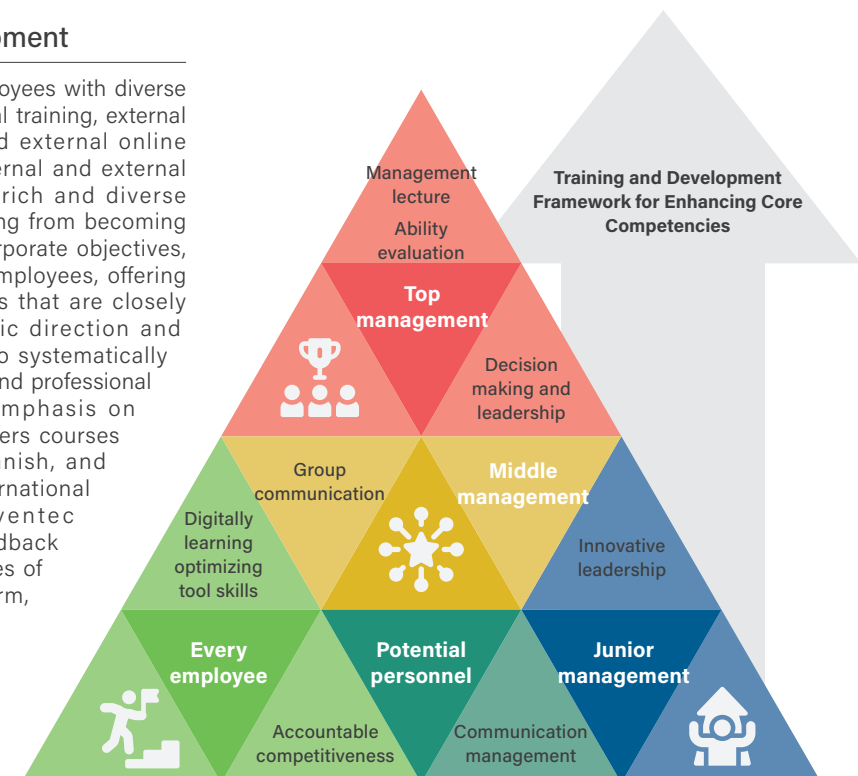 pment
oyees with diverse
al training, external
d external online
ernal and external
rich and diverse
ng from becoming
rporate objectives,
mployees, offering
s that are closely
ic direction and
o systematically
nd professional
mphasis on
ers courses
nish, and
rnational
ventec
dback
es of
rm,
Training and Development
Framework for Enhancing Core
Competencies
Management
lecture
Ability
evaluation
Top
management
Decision
making and
leadership
Group
communication
Middle
management
Digitally
learning
optimizing
tool skills
Innovative
leadership
Every
employee
Potential
personnel
Junior
management
Accountable
competitiveness
Communication
management